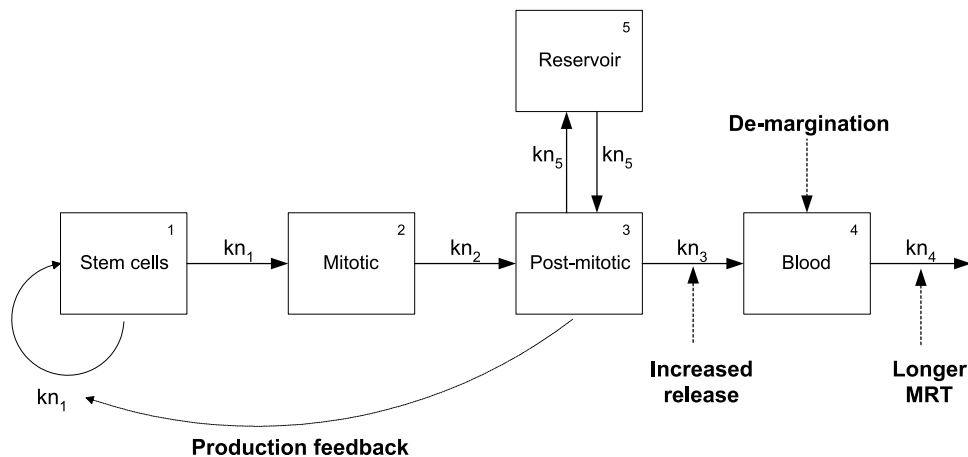 5
Reservoir
De-margination
kn5
kn5
1
Stem cells
kn1
2
Mitotic
kn2
3
Post-mitotic
kn3
4
Blood
kn4
kn1
Increased
release
Longer
MRT
Production feedback